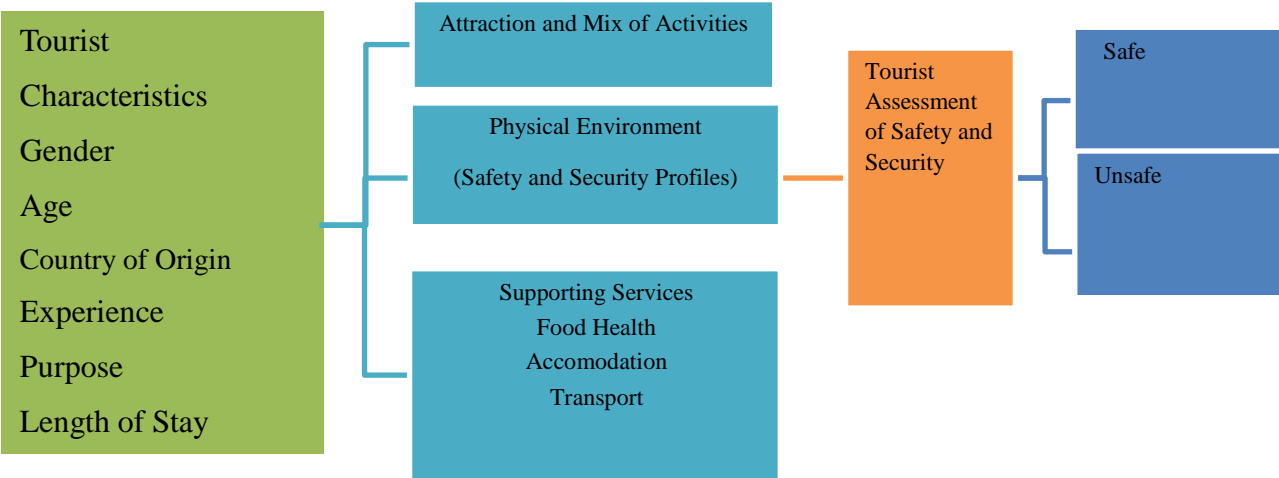 Tourist
Characteristics
Gender
Age
Country of Origin
Experience
Purpose
Length of Stay
Attraction and Mix of Activities
Physical Environment
(Safety and Security Profiles)
Supporting Services
Food Health
Accomodation
Transport
Tourist
Assessment
of Safety and
Security
Safe
Unsafe